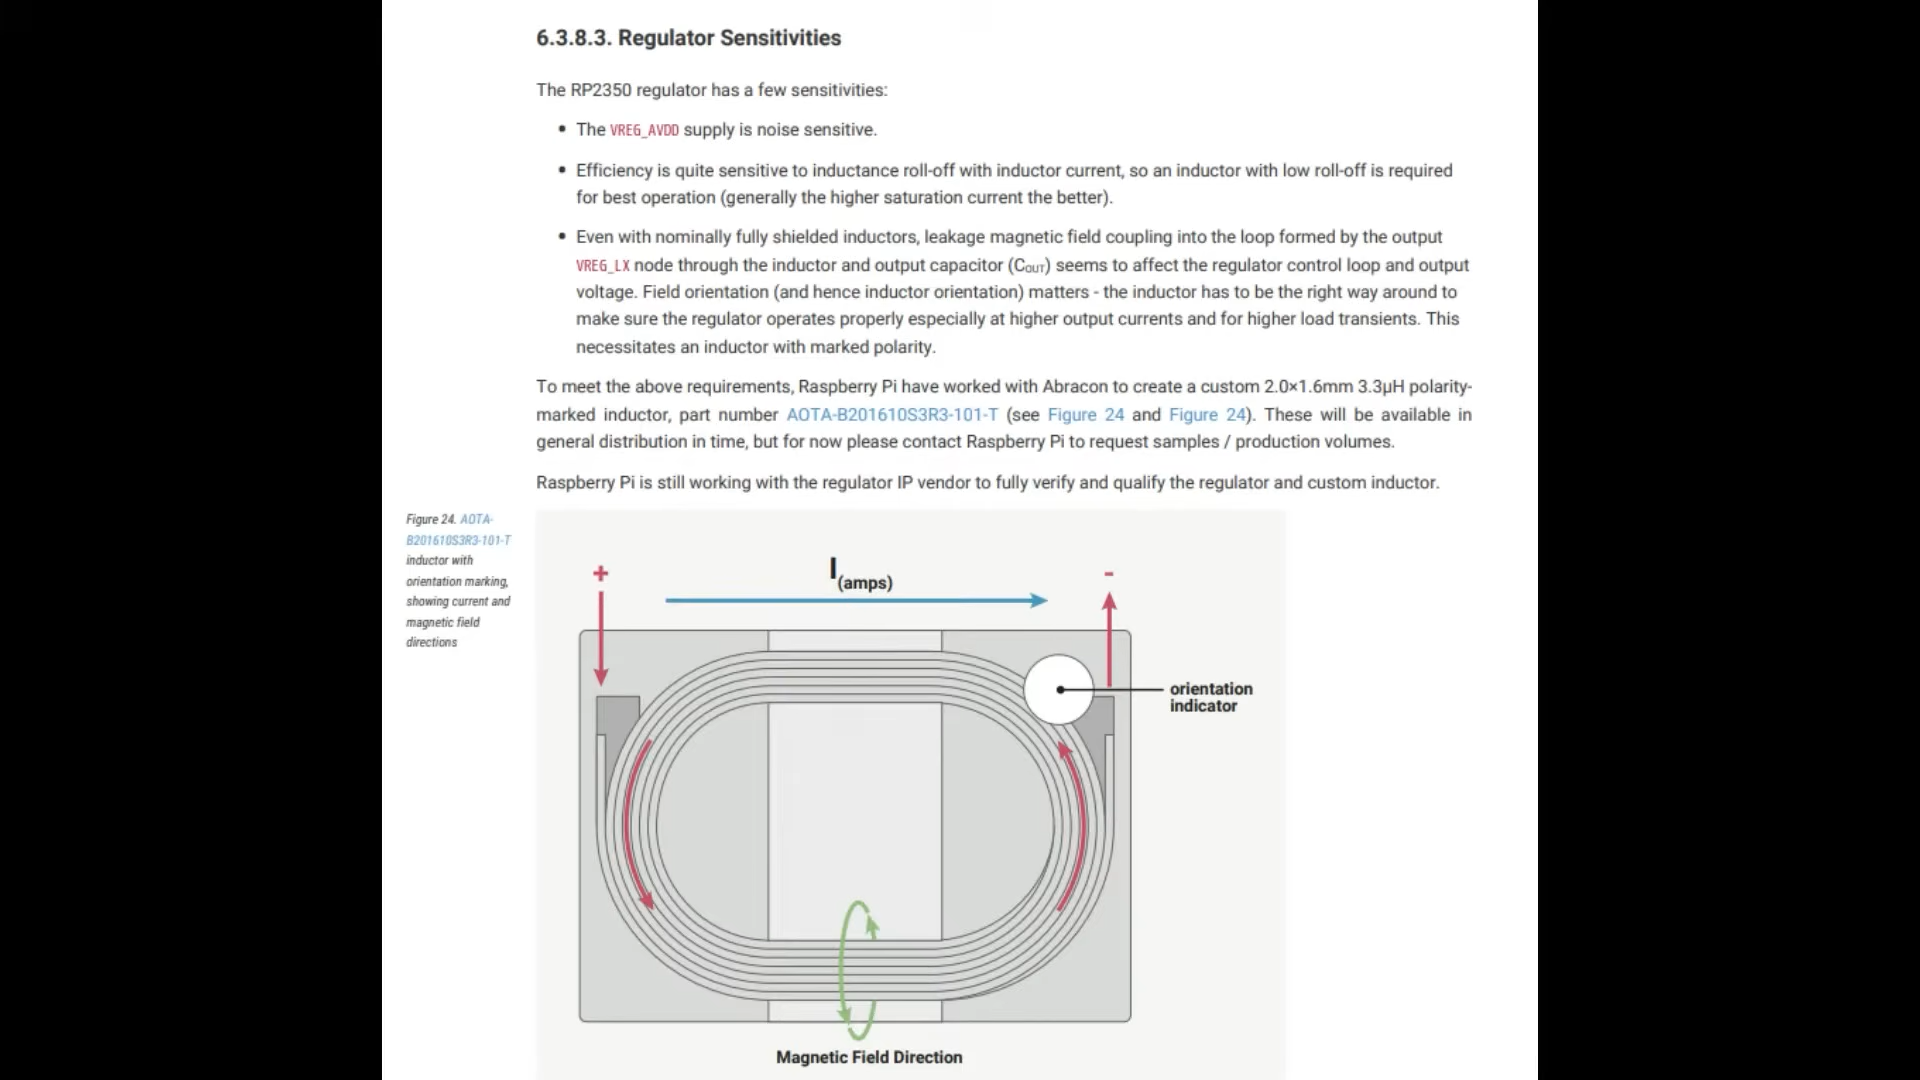 6.3.8.3. Regulator Sensitivities
The RP2350 regulator has a few sensitivities:
• The VREG_AVDD supply is noise sensitive.
• Efficiency is quite sensitive to inductance roll-off with inductor current, so an inductor with low roll-off is required
for best operation (generally the higher saturation current the better).
• Even with nominally fully shielded inductors, leakage magnetic field coupling into the loop formed by the output
VREG_LX node through the inductor and output capacitor (COUT) seems to affect the regulator control loop and output
voltage. Field orientation (and hence inductor orientation) matters - the inductor has to be the right way around to
make sure the regulator operates properly especially at higher output currents and for higher load transients. This
necessitates an inductor with marked polarity.
To meet the above requirements, Raspberry Pi have worked with Abracon to create a custom 2.0×1.6mm 3.3μH polarity-
marked inductor, part number AOTA-B201610S3R3-101-T (see Figure 24 and Figure 24). These will be available in
general distribution in time, but for now please contact Raspberry Pi to request samples / production volumes.
Raspberry Pi is still working with the regulator IP vendor to fully verify and qualify the regulator and custom inductor.
Figure 24. AOTA-
B201610S3R3-101-T
inductor with
orientation marking,
showing current and
magnetic field
directions
+
I(amps)
-
orientation
indicator
Magnetic Field Direction